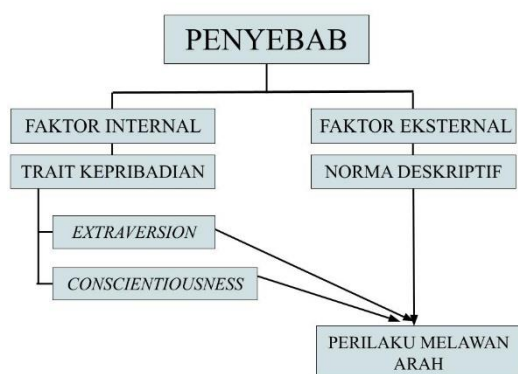 PENYEBAB
FAKTOR INTERNAL
FAKTOR EKSTERNAL
TRAIT KEPRIBADIAN
NORMA DESKRIPTIF
EXTRAVERSION
CONSCIENTIOUSNESS
PERILAKU MELAWAN
ARAH